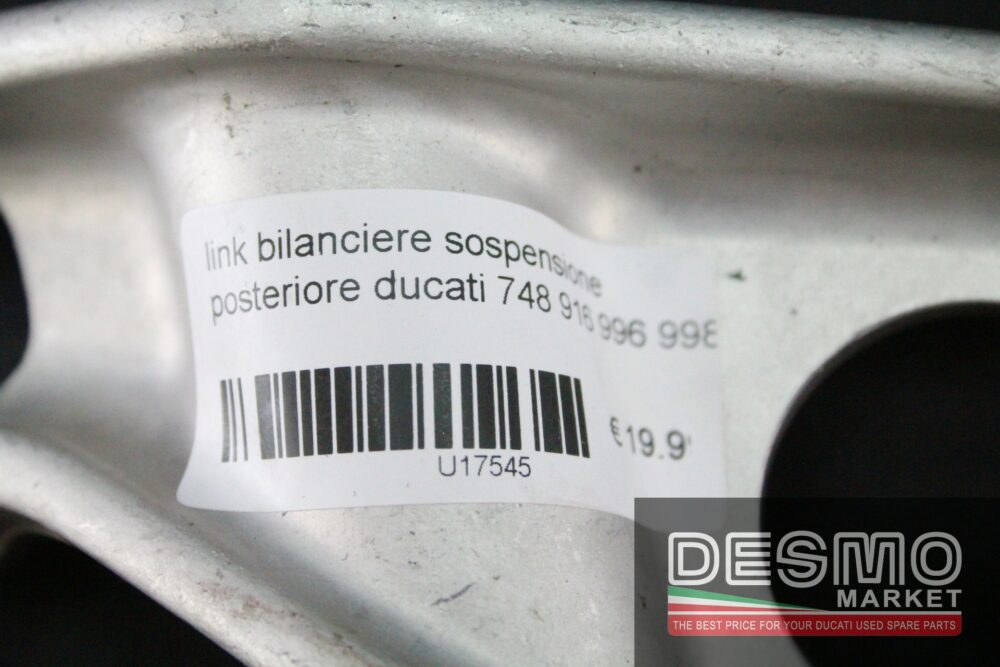 link bilanciere sospensione
posteriore ducati 748 916 996 998
€19.9
U17545
DESMO
MARKET
THE BEST PRICE FOR YOUR DUCATI USED SPARE PARTS